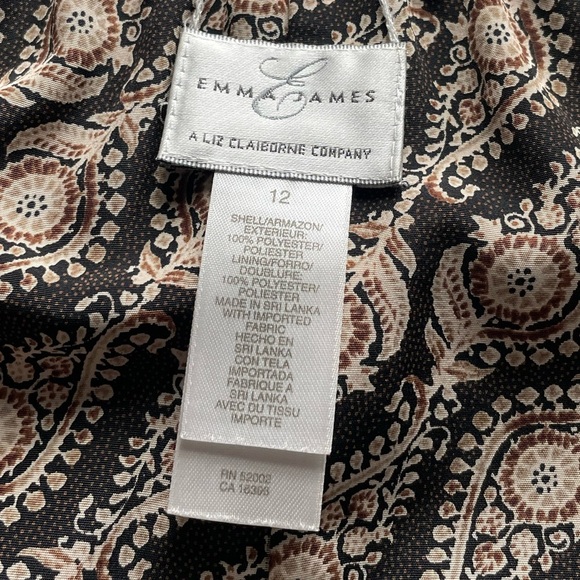 E
EMMA JAMES
A LIZ CLAIBORNE COMPANY
12
SHELL/ARMAZON/
EXTERIEUR:
100% POLYESTER/
POLIESTER
LINING/FORRO/
DOUBLURE:
100% POLYESTER/
POLIESTER
MADE IN SRI LANKA
WITH IMPORTED
FABRIC
HECHO EN
SRI LANKA
CON TELA
IMPORTADA
FABRIQUE A
SRI LANKA
AVEC DU TISSU
IMPORTE
RN 52002
CA 16396